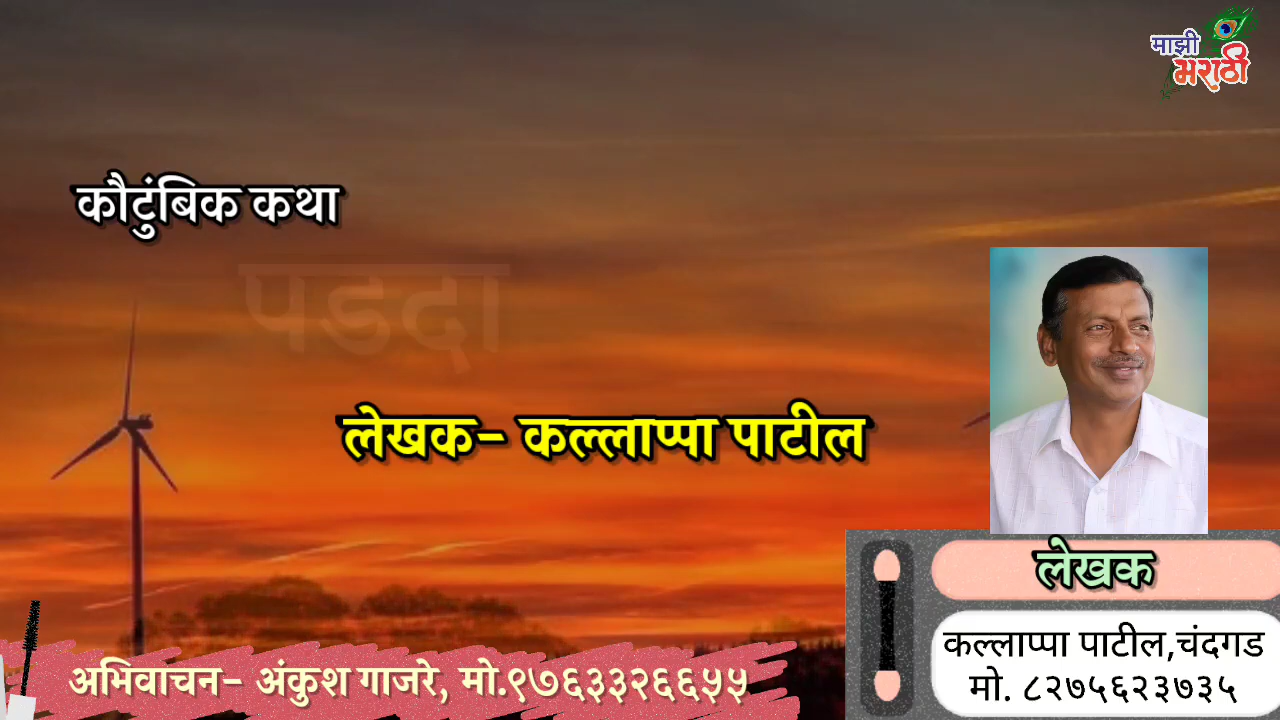 माझी
मराठी
कौटुंबिक कथा
पडदा
लेखक- कल्लाप्पा पाटील
लेखक
कल्लाप्पा पाटील,चंदगड
मो. ८२७५६२३७३५
अभिवाचन- अंकुश गाजरे, मो.९७६३३२६६५५